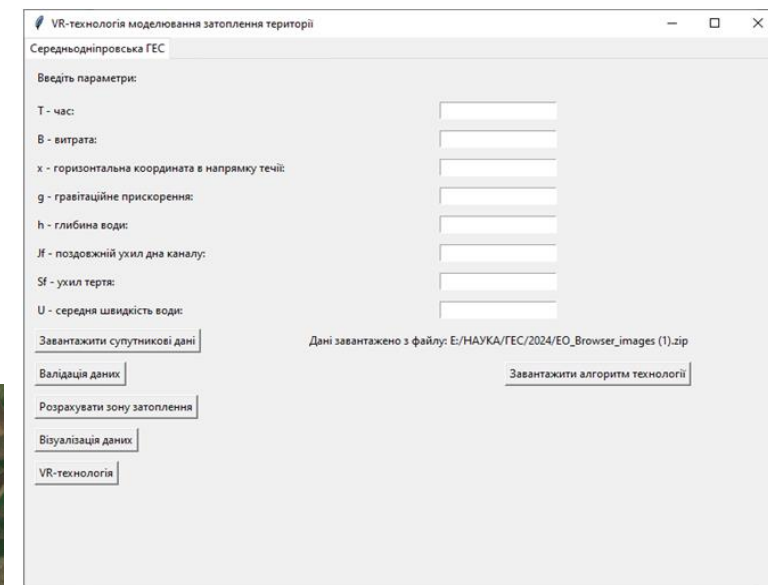 VR-технологія моделювання затоплення території
Середньодніпровська ГЕС
Введіть параметри:
T - час:
B - витрата:
x - горизонтальна координата в напрямку течії:
g - гравітаційне прискорення:
h - глибина води:
Jf - поздовжній ухил дна каналу:
Sf - ухил тертя:
U - середня швидкість води:
Завантажити супутникові дані
Дані завантажено з файлу: E:/НАУКА/ГЕС/2024/EO_Browser_images (1).zip
Валідація даних
Завантажити алгоритм технології
Розрахувати зону затоплення
Візуалізація даних
VR-технологія